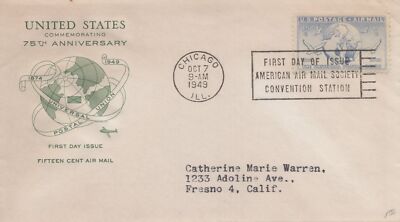 UNITED STATES
COMMEMORATING
75TH ANNIVERSARY
1874
1949
UNIVERSAL
POSTAL UNION
FIRST DAY ISSUE
FIFTEEN CENT AIR MAIL
CHICAGO
OCT 7
9-AM
1949
ILL.
U.S. POSTAGE-AIR MAIL
FIRST DAY OF ISSUE
AMERICAN AIR MAIL SOCIETY
CONVENTION STATION
Catherine Marie Warren,
1233 Adoline Ave.,
Fresno 4, Calif.